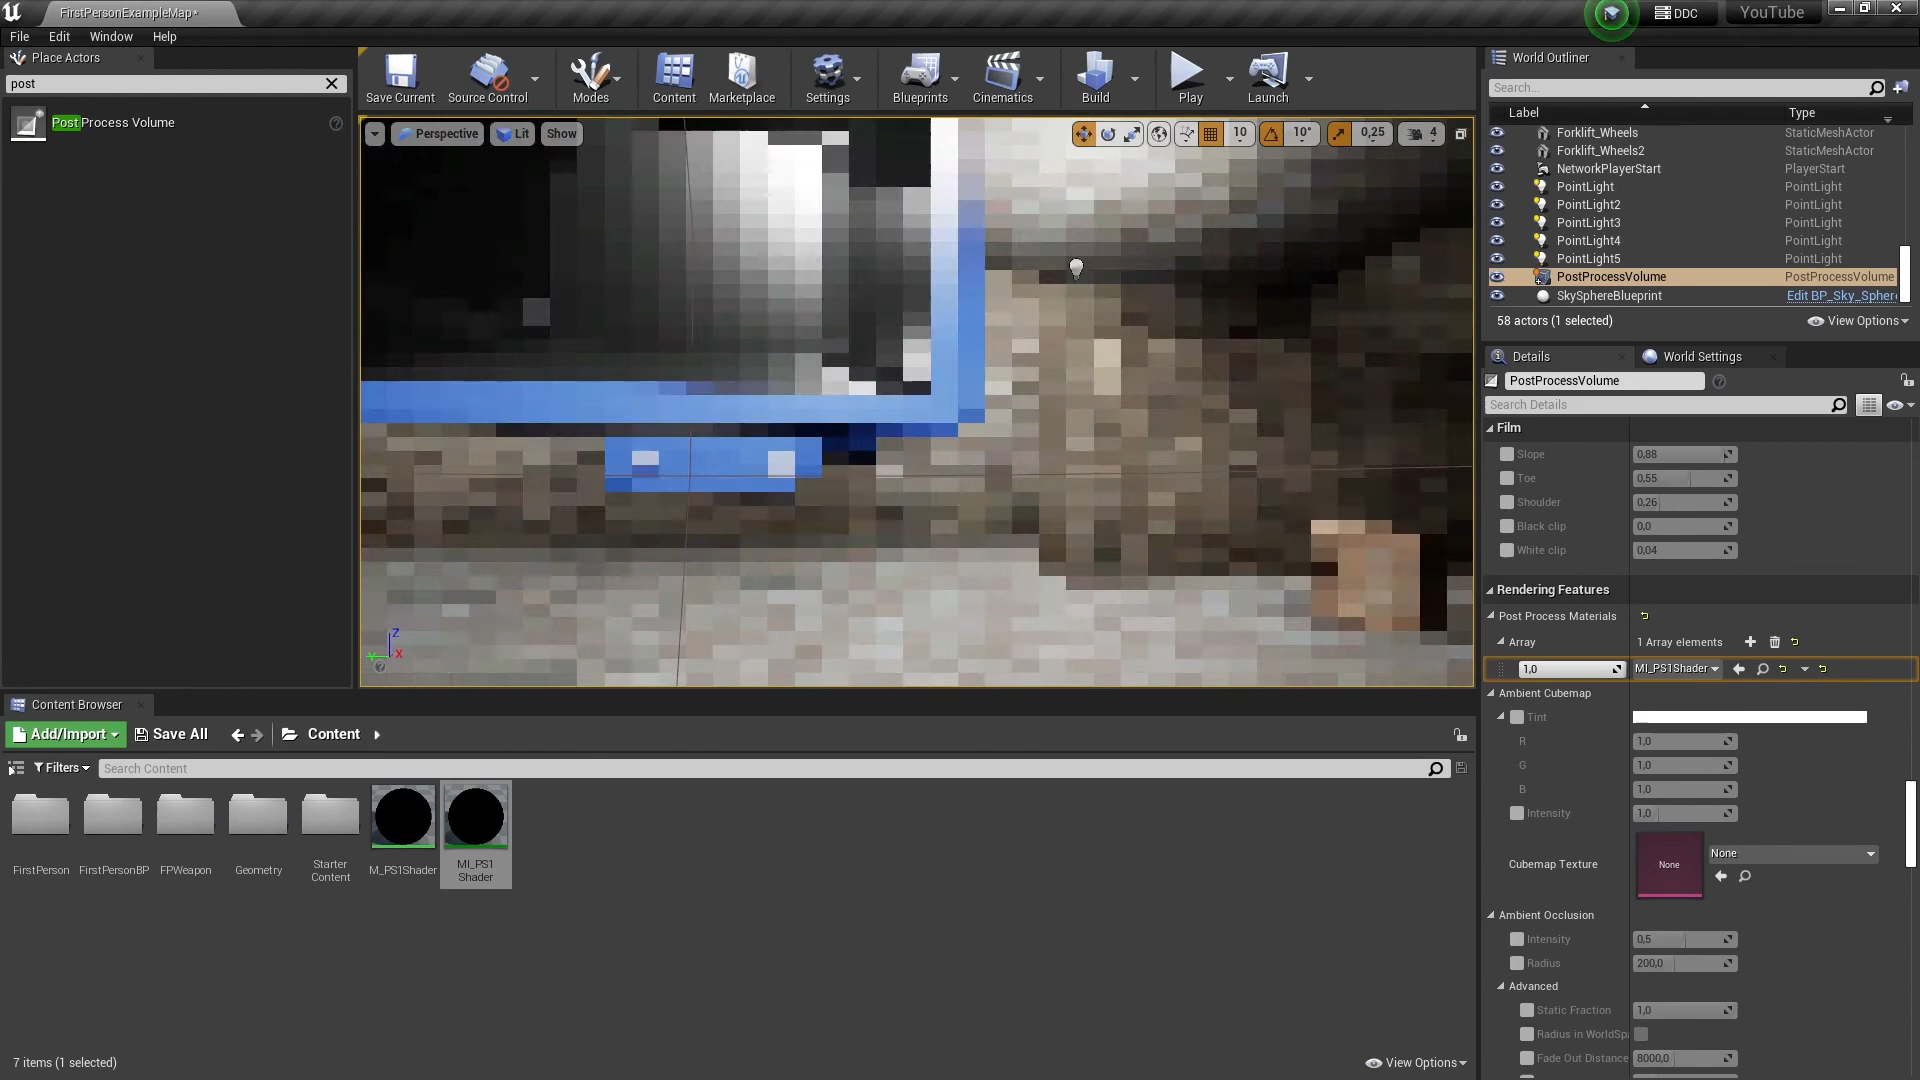 FirstPersonExampleMap*
DDC
YouTube
File Edit Window Help
Place Actors
post
Post Process Volume
Save Current
Source Control
Modes
Content
Marketplace
Settings
Blueprints
Cinematics
Build
Play
Launch
Perspective
Lit
Show
10
10°
0,25
4
Z
Y
X
World Outliner
Search...
Label Type
Forklift_Wheels StaticMeshActor
Forklift_Wheels2 StaticMeshActor
NetworkPlayerStart PlayerStart
PointLight PointLight
PointLight2 PointLight
PointLight3 PointLight
PointLight4 PointLight
PointLight5 PointLight
PostProcessVolume PostProcessVolume
SkySphereBlueprint Edit BP_Sky_Spher
58 actors (1 selected) View Options
Details World Settings
PostProcessVolume
Search Details
Film
Slope 0,88
Toe 0,55
Shoulder 0,26
Black clip 0,0
White clip 0,04
Rendering Features
Post Process Materials
Array 1 Array elements
1,0 MI_PS1Shader
Ambient Cubemap
Tint
R 1,0
G 1,0
B 1,0
Intensity 1,0
Cubemap Texture None None
Ambient Occlusion
Intensity 0,5
Radius 200,0
Advanced
Static Fraction 1,0
Radius in WorldSpa
Fade Out Distance 8000,0
Content Browser
Add/Import Save All Content
Filters Search Content
FirstPerson
FirstPersonBP
FPWeapon
Geometry
Starter
Content
M_PS1Shader
MI_PS1
Shader
7 items (1 selected) View Options